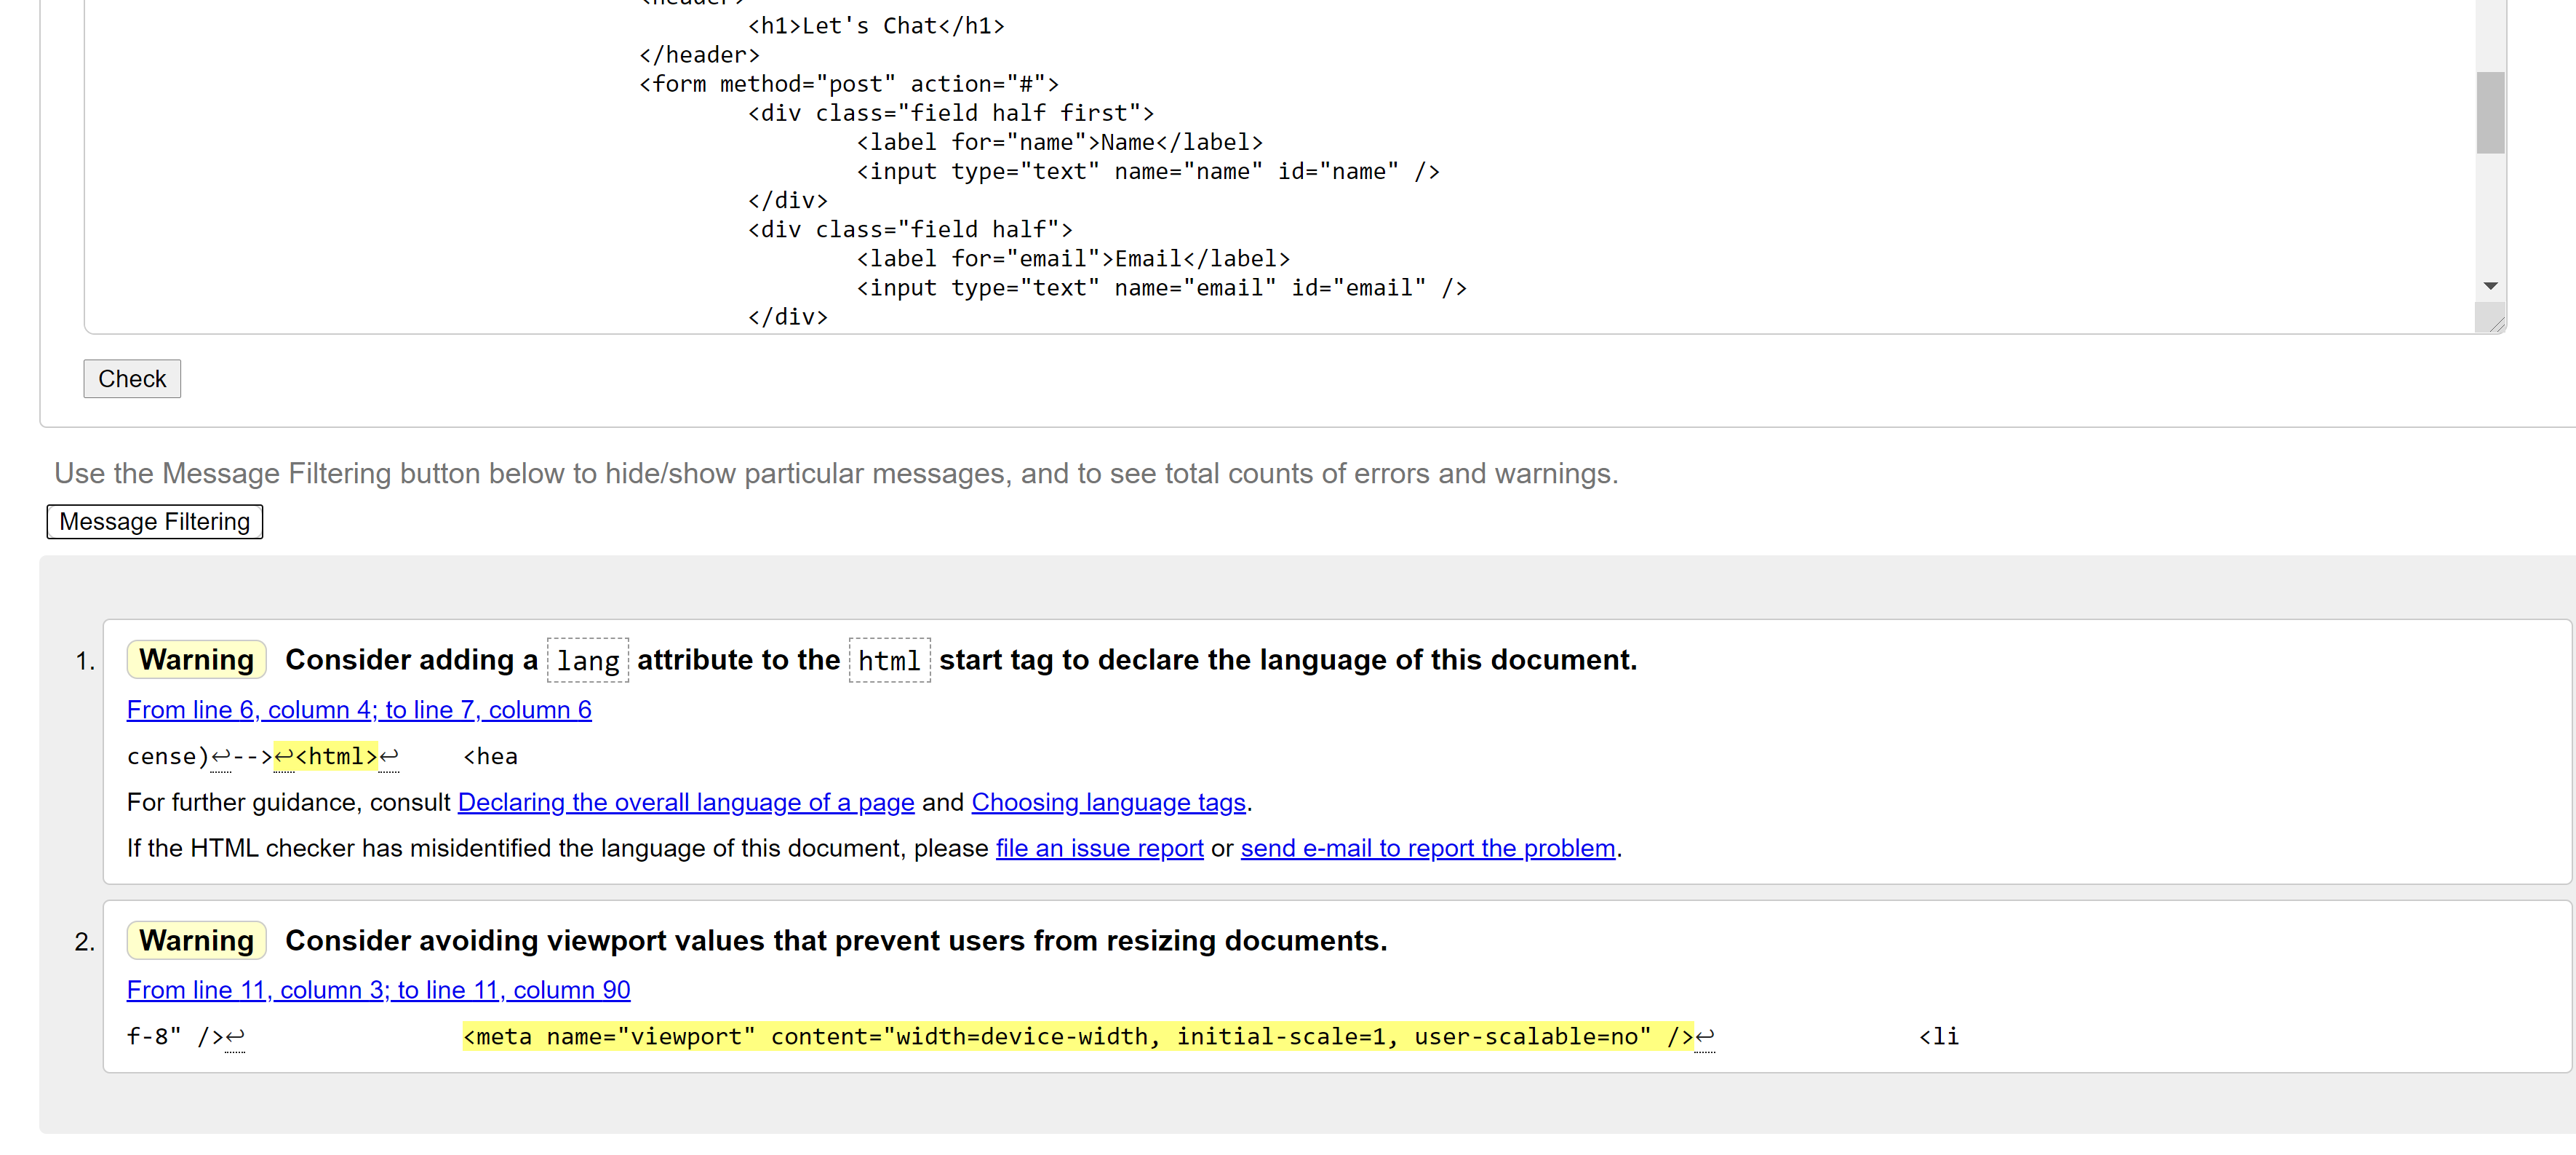 <header>
<h1>Let's Chat</h1>
</header>
<form method="post" action="#">
<div class="field half first">
<label for="name">Name</label>
<input type="text" name="name" id="name" />
</div>
<div class="field half">
<label for="email">Email</label>
<input type="text" name="email" id="email" />
</div>
Check
Use the Message Filtering button below to hide/show particular messages, and to see total counts of errors and warnings.
Message Filtering
1. Warning Consider adding a lang attribute to the html start tag to declare the language of this document.
From line 6, column 4; to line 7, column 6
cense)↩-->↩<html>↩ <hea
For further guidance, consult Declaring the overall language of a page and Choosing language tags.
If the HTML checker has misidentified the language of this document, please file an issue report or send e-mail to report the problem.
2. Warning Consider avoiding viewport values that prevent users from resizing documents.
From line 11, column 3; to line 11, column 90
f-8" />↩ <meta name="viewport" content="width=device-width, initial-scale=1, user-scalable=no" />↩ <li